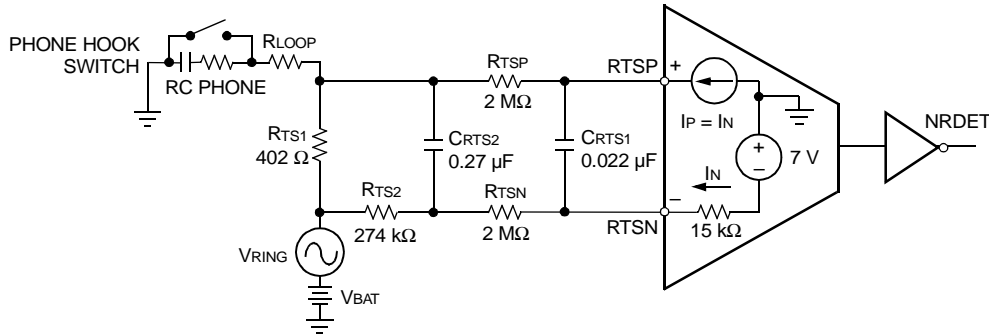 PHONE HOOK
SWITCH
RC PHONE
RLOOP
RTSP
2 MΩ
RTSP
+
IP = IN
NRDET
RTS1
402 Ω
CRTS2
0.27 µF
CRTS1
0.022 µF
+
–
7 V
IN
RTS2
274 kΩ
RTSN
2 MΩ
RTSN
–
15 kΩ
VRING
VBAT